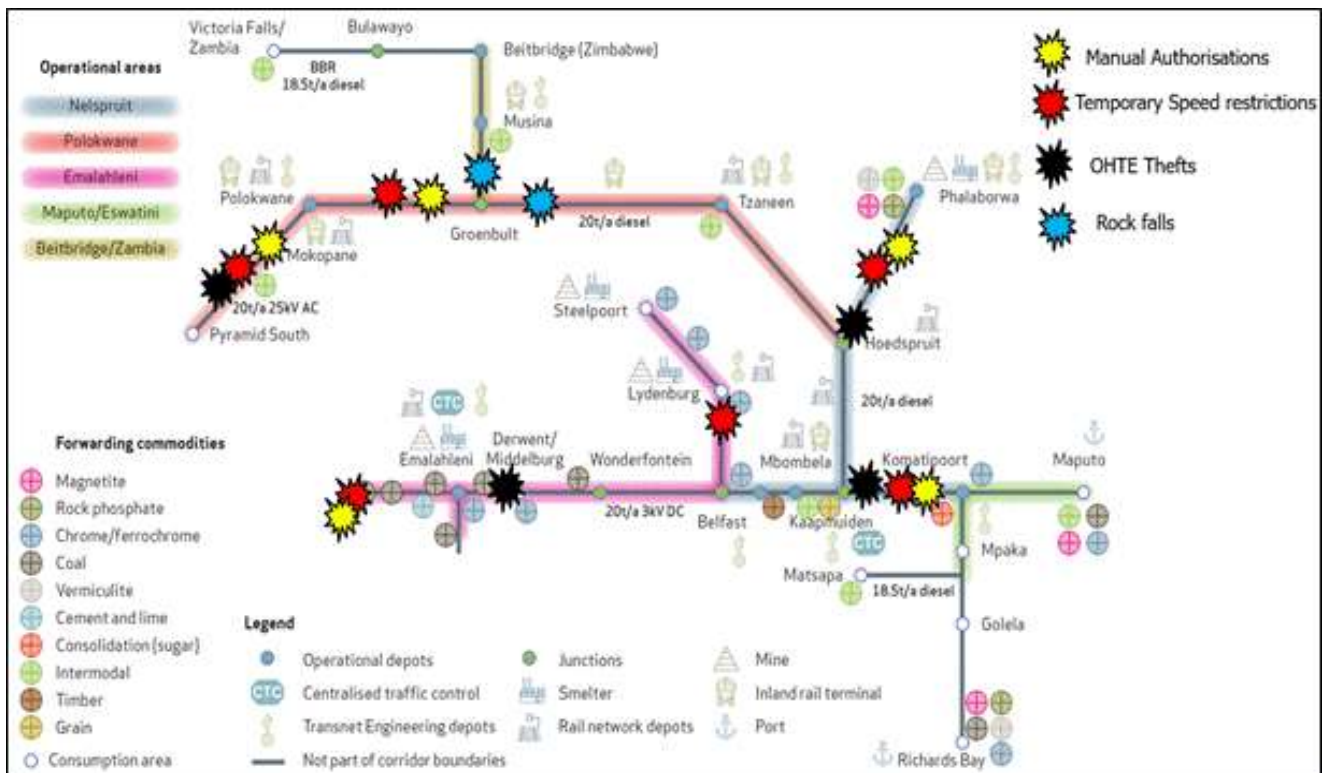 Victoria Falls/
Zambia
Bulawayo
Beitbridge (Zimbabwe)
BBR
18.5t/a diesel
Musina
Operational areas
Nelspruit
Polokwane
Emalahleni
Maputo/Eswatini
Beitbridge/Zambia
Manual Authorisations
Temporary Speed restrictions
OHTE Thefts
Rock falls
Polokwane
Mokopane
Groenbult
20t/a diesel
Tzaneen
Phalaborwa
20t/a 25kV AC
Pyramid South
Steelpoort
Hoedspruit
Lydenburg
20t/a diesel
CTC
Emalahleni
Derwent/
Middelburg
Wonderfontein
Mbombela
Komatipoort
Maputo
20t/a 3kV DC
Belfast
Kaapmuiden
CTC
Mpaka
Matsapa
18.5t/a diesel
Golela
Richards Bay
Forwarding commodities
Magnetite
Rock phosphate
Chrome/ferrochrome
Coal
Vermiculite
Cement and lime
Consolidation (sugar)
Intermodal
Timber
Grain
Consumption area
Legend
Operational depots
Junctions
Mine
CTC
Centralised traffic control
Smelter
Inland rail terminal
Transnet Engineering depots
Rail network depots
Port
Not part of corridor boundaries